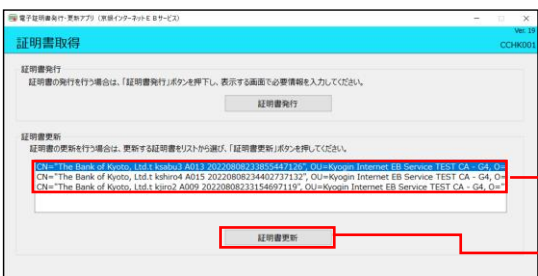 電子証明書発行・更新アプリ (京銀インターネットEBサービス)
Ver. 19
証明書取得
CCHK001
証明書発行
証明書の発行を行う場合は、「証明書発行」ボタンを押下し、表示する画面で必要情報を入力してください。
証明書発行
証明書更新
証明書の更新を行う場合は、更新する証明書をリストから選び、「証明書更新」ボタンを押してください。
CN="The Bank of Kyoto, Ltd.t ksabu3 A013 20220808233855447126", OU=Kyogin Internet EB Service TEST CA - G4, O=
CN="The Bank of Kyoto, Ltd.t kshiro4 A015 20220808234402737132", OU=Kyogin Internet EB Service TEST CA - G4, O=
CN="The Bank of Kyoto, Ltd.t kjiro2 A009 20220808233154697119", OU=Kyogin Internet EB Service TEST CA - G4, O="
証明書更新